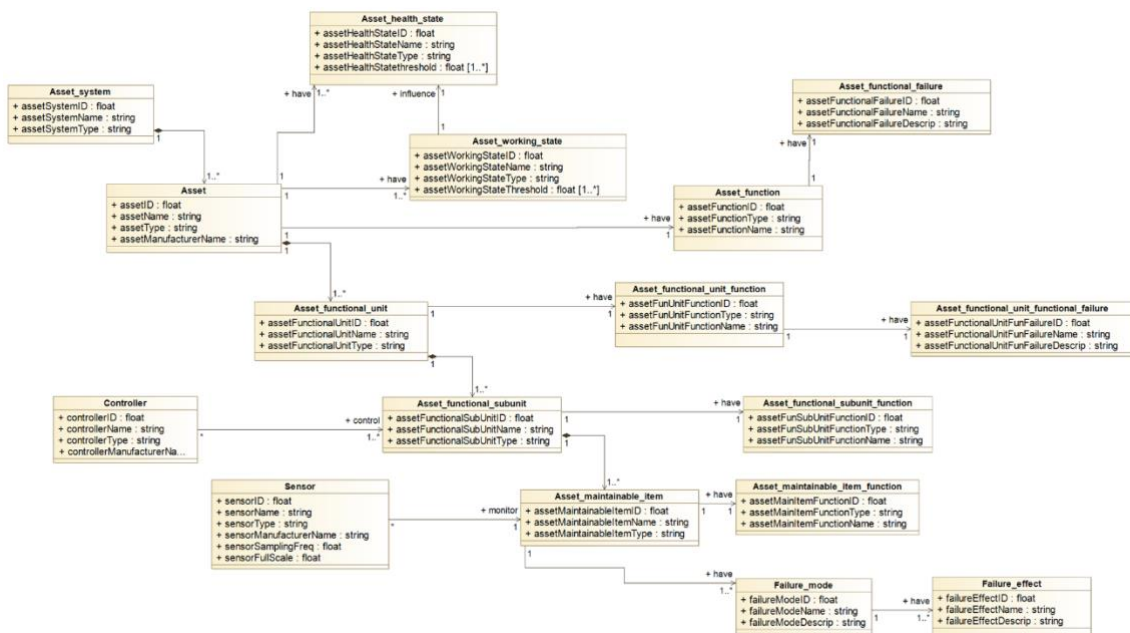 Asset_health_state
+ assetHealthStateID : float
+ assetHealthStateName : string
+ assetHealthStateType : string
+ assetHealthStatethreshold : float [1..*]
Asset_system
+ assetSystemID : float
+ assetSystemName : string
+ assetSystemType : string
1
+ have
1..*
+ influence
1
1
Asset_functional_failure
+ assetFunctionalFailureID : float
+ assetFunctionalFailureName : string
+ assetFunctionalFailureDescrip : string
+ have
1
1
Asset_working_state
+ assetWorkingStateID : float
+ assetWorkingStateName : string
+ assetWorkingStateType : string
+ assetWorkingStateThreshold : float [1..*]
1..*
Asset
+ assetID : float
+ assetName : string
+ assetType : string
+ assetManufacturerName : string
1
1
+ have
1..*
1
+ have
1
1
Asset_function
+ assetFunctionID : float
+ assetFunctionType : string
+ assetFunctionName : string
1..*
Asset_functional_unit
+ assetFunctionalUnitID : float
+ assetFunctionalUnitName : string
+ assetFunctionalUnitType : string
1
+ have
1
1
Asset_functional_unit_function
+ assetFunUnitFunctionID : float
+ assetFunUnitFunctionType : string
+ assetFunUnitFunctionName : string
1
+ have
1
Asset_functional_unit_functional_failure
+ assetFunctionalUnitFunFailureID : float
+ assetFunctionalUnitFunFailureName : string
+ assetFunctionalUnitFunFailureDescrip : string
1..*
Controller
+ controllerID : float
+ controllerName : string
+ controllerType : string
+ controllerManufacturerNa...
*
+ control
1..*
Asset_functional_subunit
+ assetFunctionalSubUnitID : float
+ assetFunctionalSubUnitName : string
+ assetFunctionalSubUnitType : string
1
+ have
1
1
Asset_functional_subunit_function
+ assetFunSubUnitFunctionID : float
+ assetFunSubUnitFunctionType : string
+ assetFunSubUnitFunctionName : string
1..*
Sensor
+ sensorID : float
+ sensorName : string
+ sensorType : string
+ sensorManufacturerName : string
+ sensorSamplingFreq : float
+ sensorFullScale : float
*
+ monitor
1
Asset_maintainable_item
+ assetMaintainableItemID : float
+ assetMaintainableItemName : string
+ assetMaintainableItemType : string
1
+ have
1
1
Asset_maintainable_item_function
+ assetMainItemFunctionID : float
+ assetMainItemFunctionType : string
+ assetMainItemFunctionName : string
+ have
1..*
Failure_mode
+ failureModeID : float
+ failureModeName : string
+ failureModeDescrip : string
1
+ have
1..*
Failure_effect
+ failureEffectID : float
+ failureEffectName : string
+ failureEffectDescrip : string